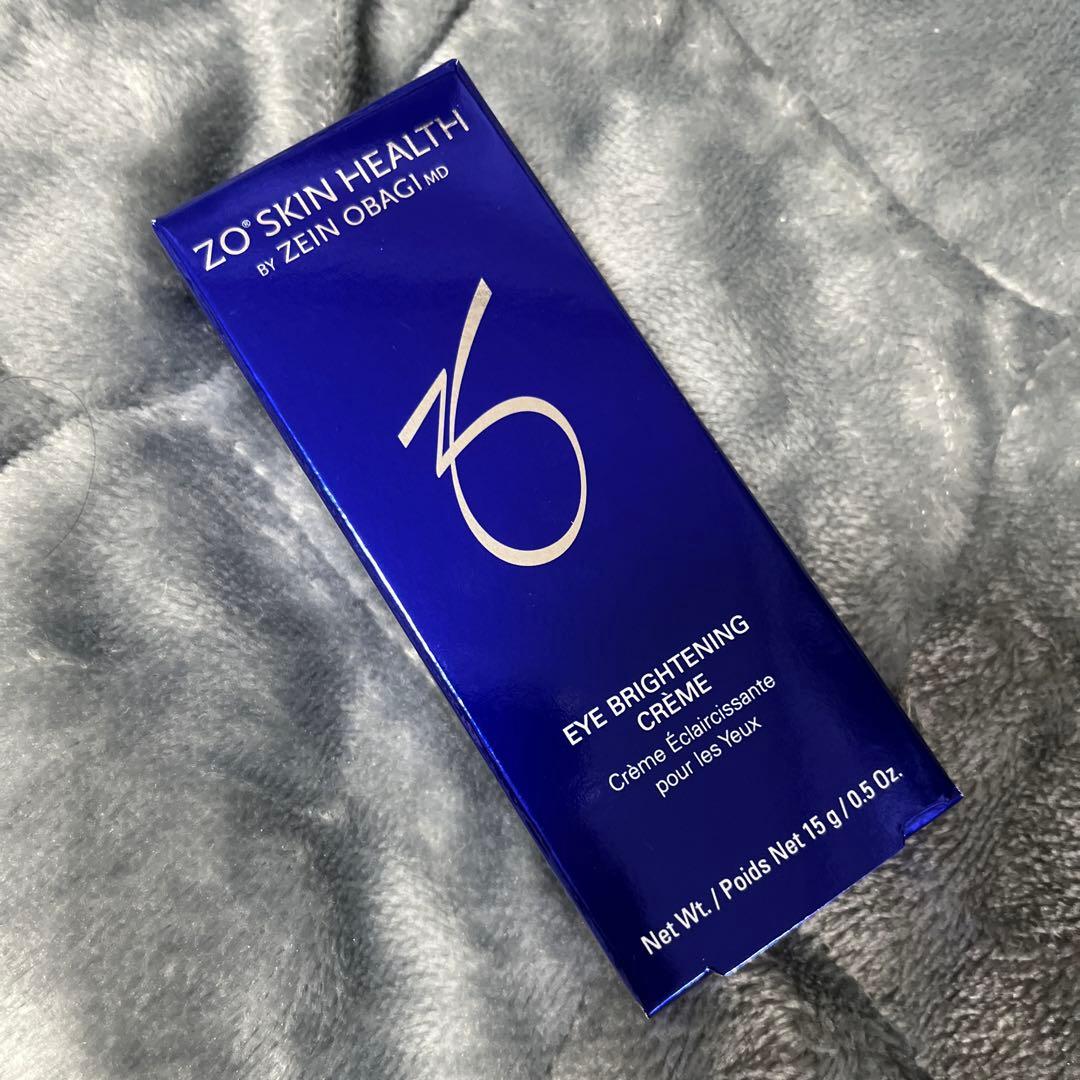 ZO® SKIN HEALTH
BY ZEIN OBAGI MD
ZO
EYE BRIGHTENING
CRÈME
Crème Éclaircissante
pour les Yeux
Net Wt. / Poids Net 15 g / 0.5 Oz.